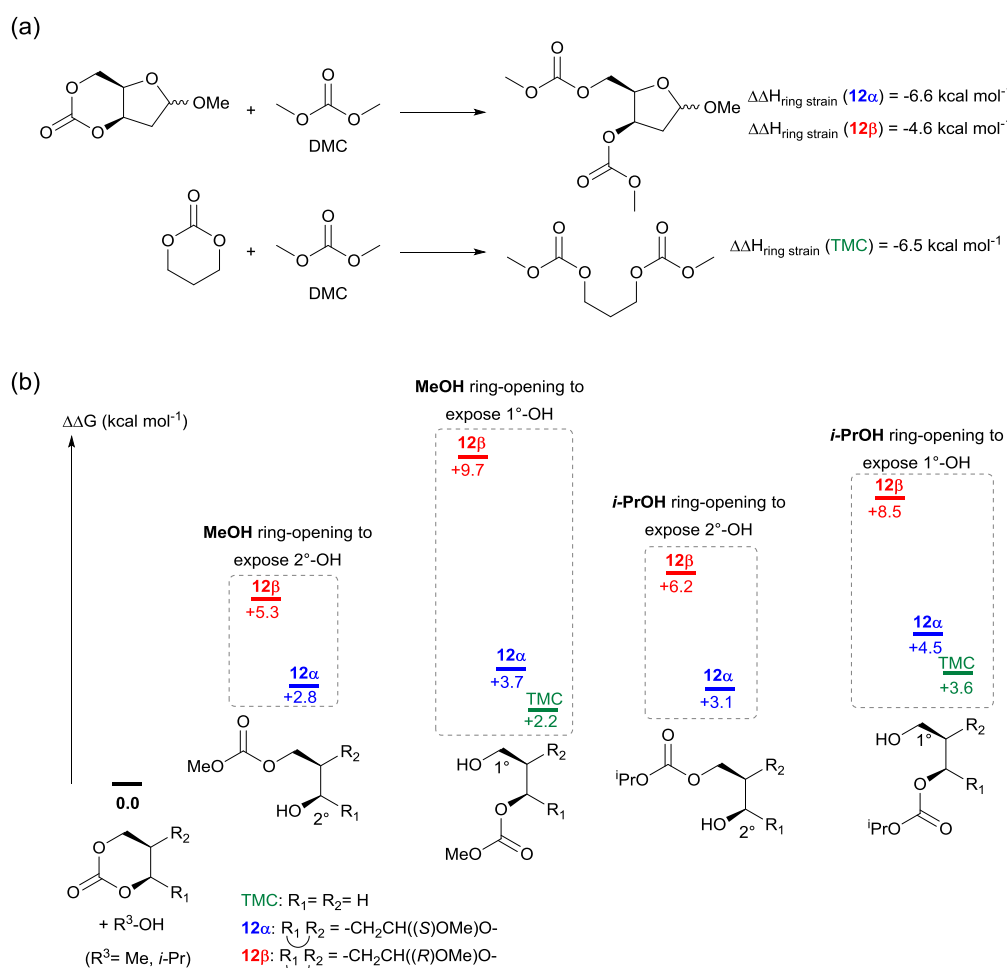 (a)
O
O
O
O
OMe
+
O
O
O
DMC
O
O
O
O
OMe
O
O
O
ΔΔHring strain (12α) = -6.6 kcal mol-1
ΔΔHring strain (12β) = -4.6 kcal mol-1
O
O
O
+
O
O
O
DMC
O
O
O
O
O
O
ΔΔHring strain (TMC) = -6.5 kcal mol-1
(b)
ΔΔG (kcal mol-1)
0.0
MeOH ring-opening to
expose 2°-OH
12β
+5.3
12α
+2.8
MeOH ring-opening to
expose 1°-OH
12β
+9.7
12α
+3.7
TMC
+2.2
i-PrOH ring-opening to
expose 2°-OH
12β
+6.2
12α
+3.1
i-PrOH ring-opening to
expose 1°-OH
12β
+8.5
12α
+4.5
TMC
+3.6
O
O
O
R2
R1
+ R3-OH
(R3= Me, i-Pr)
O
MeO
O
R2
HO
2°
R1
HO
1°
R2
O
R1
MeO
O
O
iPrO
O
R2
HO
2°
R1
HO
1°
R2
O
R1
iPrO
O
TMC: R1= R2= H
12α: R1 R2 = -CH2CH((S)OMe)O-
12β: R1 R2 = -CH2CH((R)OMe)O-